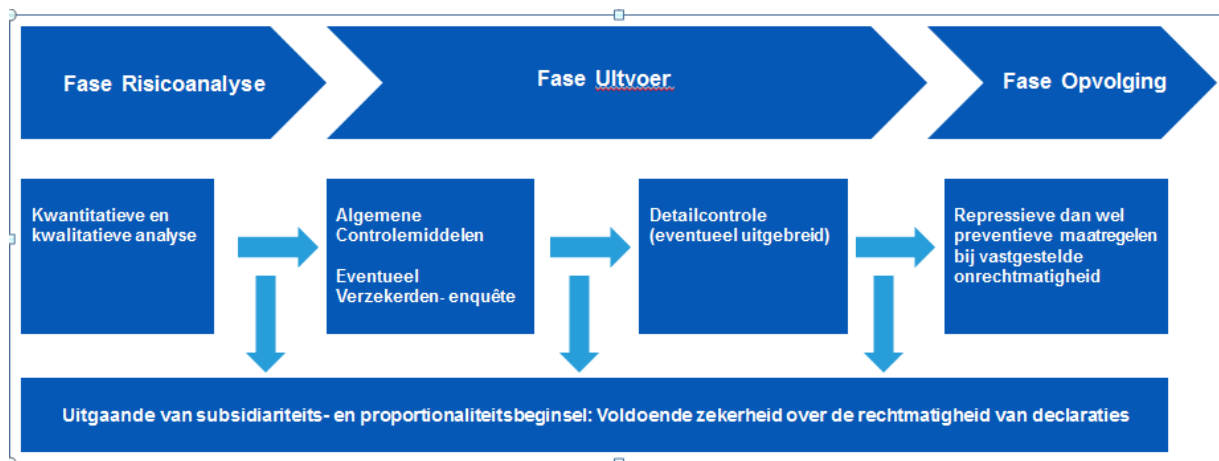 Fase Risicoanalyse
Fase UItvoer
Fase Opvolging
Kwantitatieve en
kwalitatieve analyse
Algemene
Controlemiddelen
Eventueel
Verzekerden- enquête
Detailcontrole
(eventueel uitgebreid)
Repressieve dan wel
preventieve maatregelen
bij vastgestelde
onrechtmatigheid
Uitgaande van subsidiariteits- en proportionaliteitsbeginsel: Voldoende zekerheid over de rechtmatigheid van declaraties